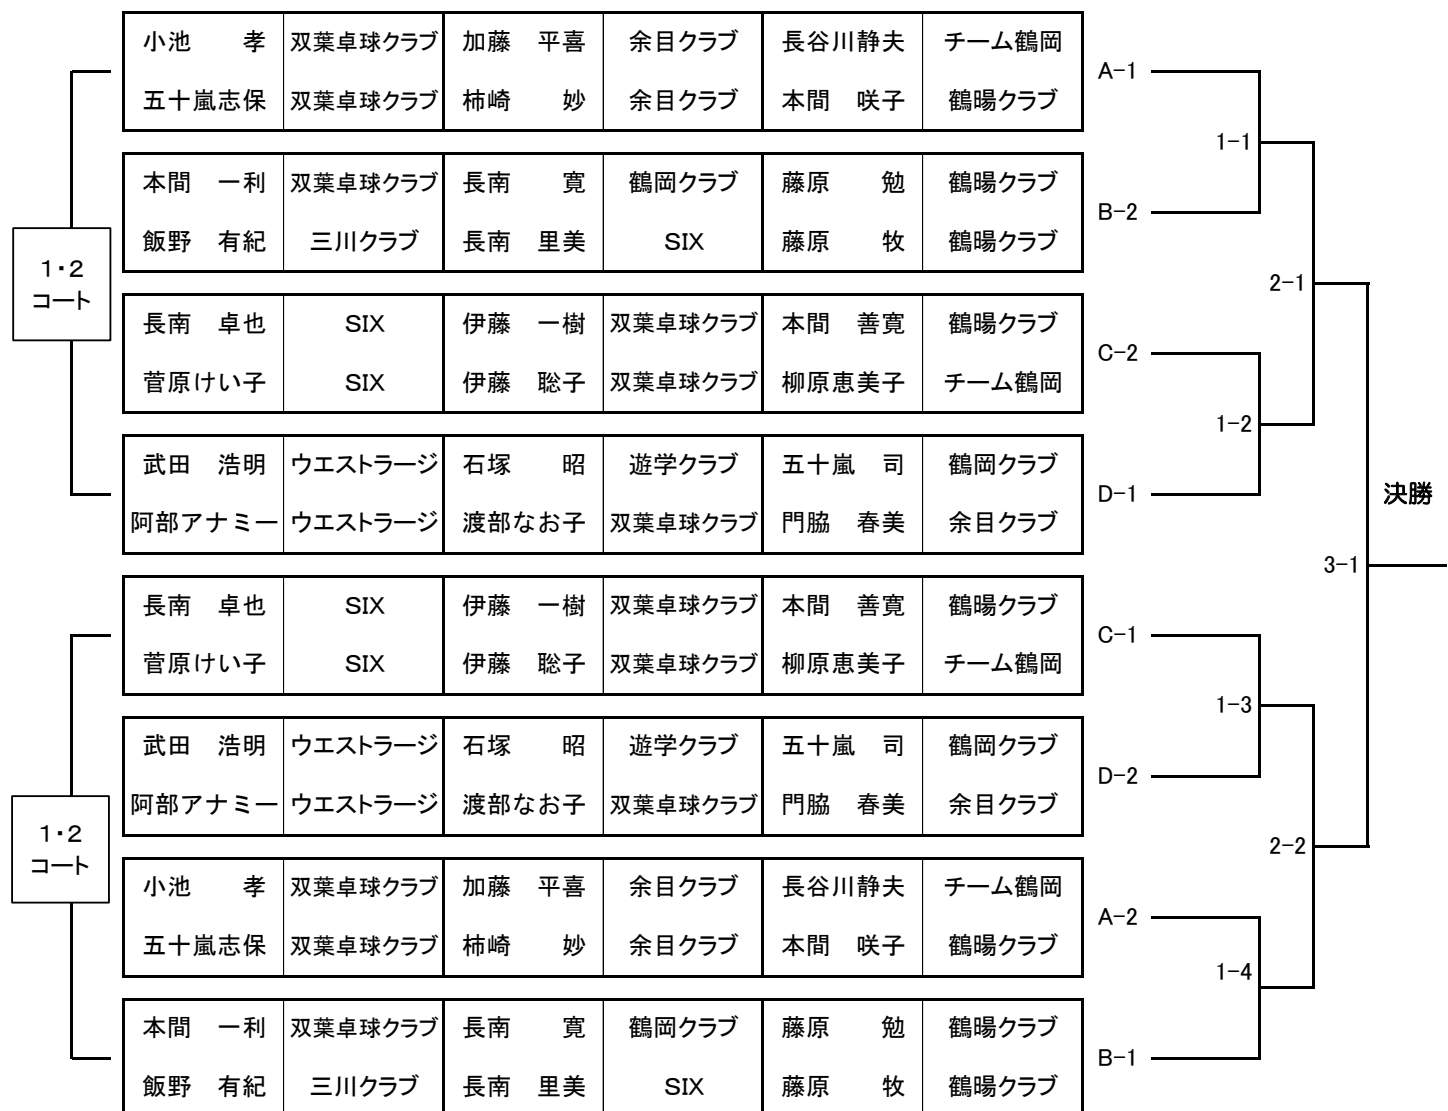 小池　　孝 双葉卓球クラブ 加藤　平喜 余目クラブ 長谷川静夫 チーム鶴岡
A-1
五十嵐志保 双葉卓球クラブ 柿崎　　妙 余目クラブ 本間　咲子 鶴暘クラブ
1-1
本間　一利 双葉卓球クラブ 長南　　寛 鶴岡クラブ 藤原　　勉 鶴暘クラブ
B-2
飯野　有紀 三川クラブ 長南　里美 SIX 藤原　　牧 鶴暘クラブ
1・2
コート
2-1
長南　卓也 SIX 伊藤　一樹 双葉卓球クラブ 本間　善寛 鶴暘クラブ
C-2
菅原けい子 SIX 伊藤　聡子 双葉卓球クラブ 柳原恵美子 チーム鶴岡
1-2
武田　浩明 ウエストラージ 石塚　　昭 遊学クラブ 五十嵐　司 鶴岡クラブ
D-1
決勝
阿部アナミー ウエストラージ 渡部なお子 双葉卓球クラブ 門脇　春美 余目クラブ
3-1
長南　卓也 SIX 伊藤　一樹 双葉卓球クラブ 本間　善寛 鶴暘クラブ
C-1
菅原けい子 SIX 伊藤　聡子 双葉卓球クラブ 柳原恵美子 チーム鶴岡
1-3
武田　浩明 ウエストラージ 石塚　　昭 遊学クラブ 五十嵐　司 鶴岡クラブ
D-2
阿部アナミー ウエストラージ 渡部なお子 双葉卓球クラブ 門脇　春美 余目クラブ
1・2
コート
2-2
小池　　孝 双葉卓球クラブ 加藤　平喜 余目クラブ 長谷川静夫 チーム鶴岡
A-2
五十嵐志保 双葉卓球クラブ 柿崎　　妙 余目クラブ 本間　咲子 鶴暘クラブ
1-4
本間　一利 双葉卓球クラブ 長南　　寛 鶴岡クラブ 藤原　　勉 鶴暘クラブ
B-1
飯野　有紀 三川クラブ 長南　里美 SIX 藤原　　牧 鶴暘クラブ